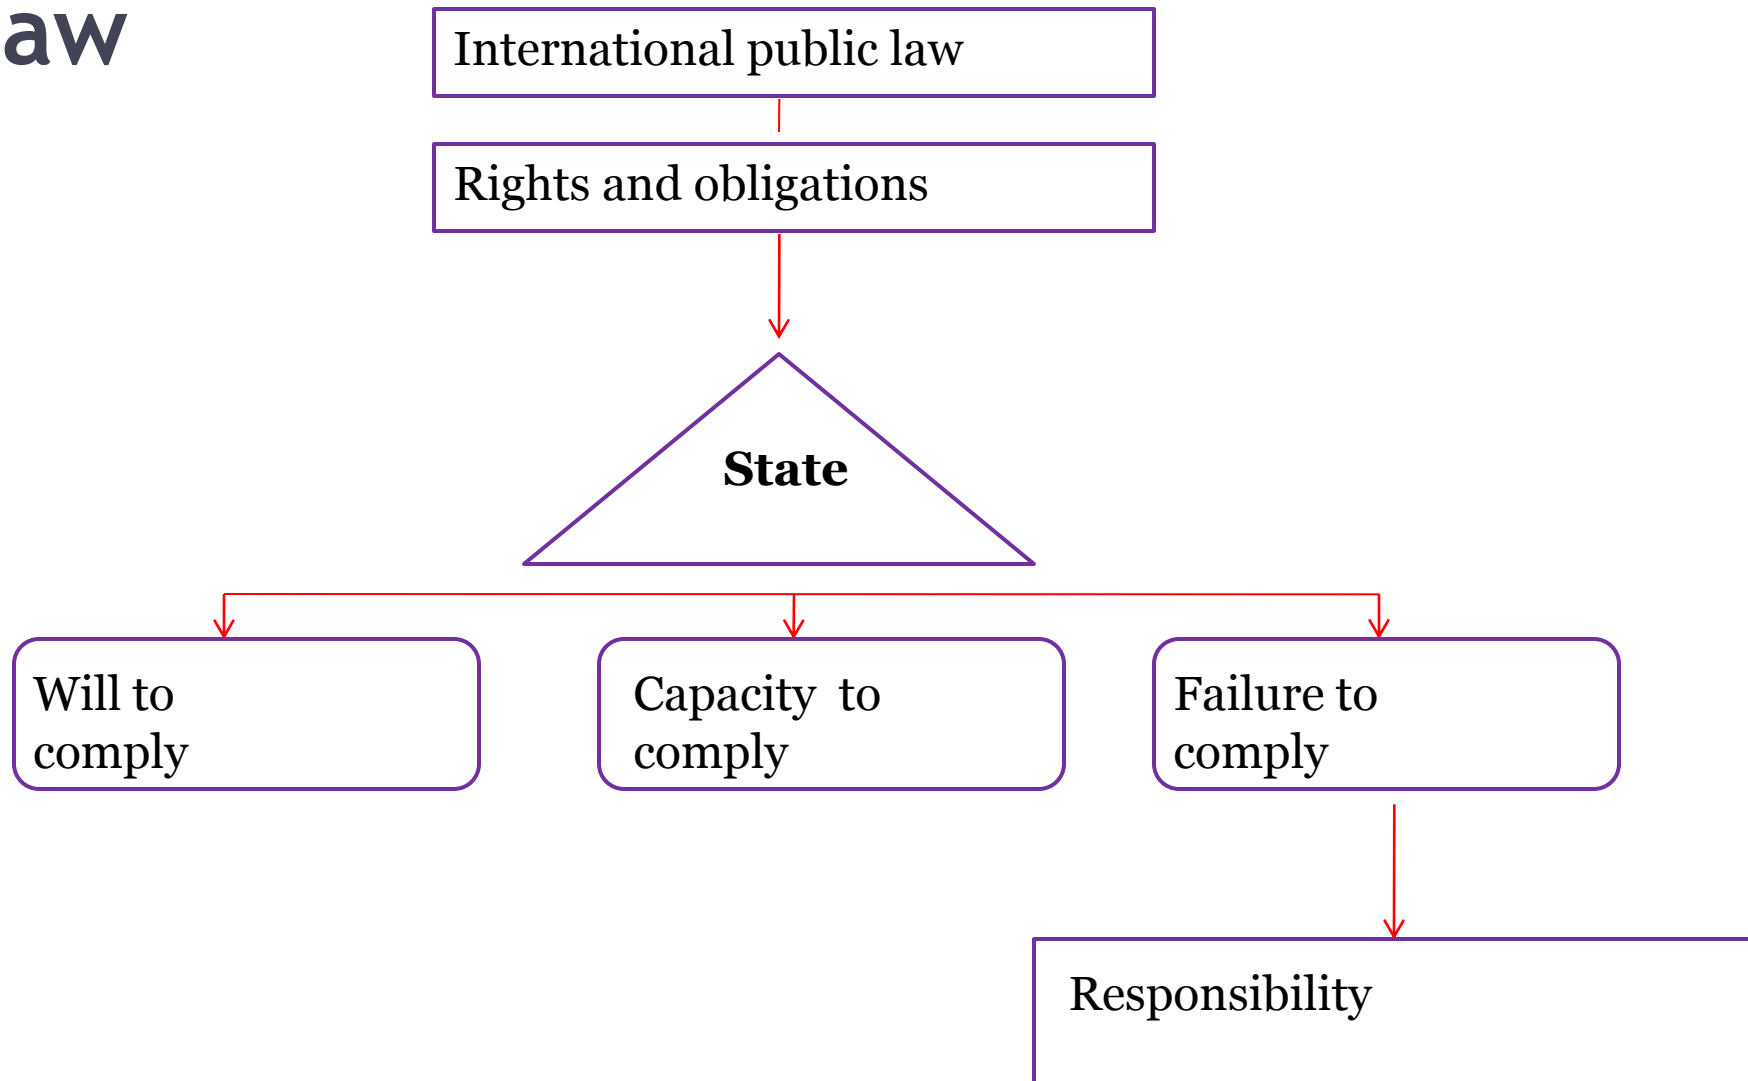 aw
International public law
Rights and obligations
State
Will to
comply
Capacity  to
comply
Failure to
comply
Responsibility